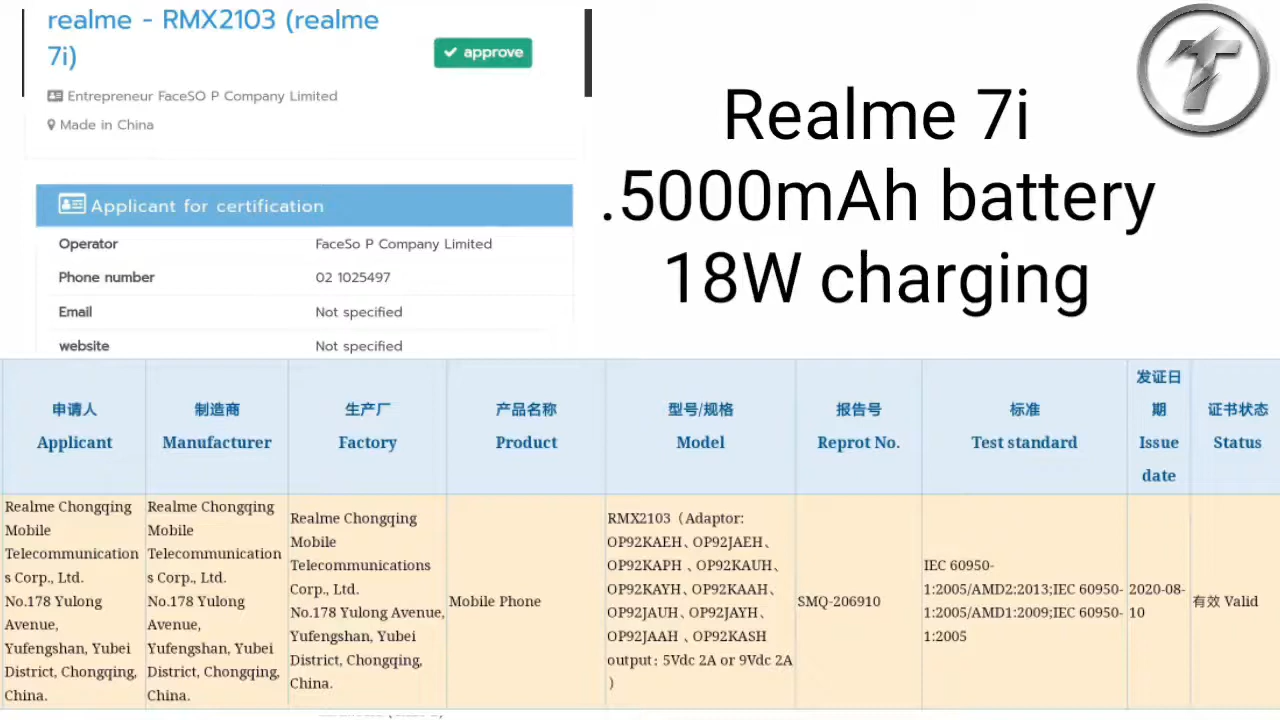 realme - RMX2103 (realme
7i)
approve
Entrepreneur FaceSO P Company Limited
Made in China
Applicant for certification
Operator FaceSo P Company Limited
Phone number 02 1025497
Email Not specified
website Not specified
Realme 7i
.5000mAh battery
18W charging
T
申请人
Applicant
制造商
Manufacturer
生产厂
Factory
产品名称
Product
型号/规格
Model
报告号
Reprot No.
标准
Test standard
发证日
期
Issue
date
证书状态
Status
Realme Chongqing
Mobile
Telecommunication
s Corp., Ltd.
No.178 Yulong
Avenue,
Yufengshan, Yubei
District, Chongqing,
China.
Realme Chongqing
Mobile
Telecommunication
s Corp., Ltd.
No.178 Yulong
Avenue,
Yufengshan, Yubei
District, Chongqing,
China.
Realme Chongqing
Mobile
Telecommunications
Corp., Ltd.
No.178 Yulong Avenue,
Yufengshan, Yubei
District, Chongqing,
China.
Mobile Phone
RMX2103（Adaptor:
OP92KAEH、OP92JAEH、
OP92KAPH 、OP92KAUH、
OP92KAYH、OP92KAAH、
OP92JAUH、OP92JAYH、
OP92JAAH 、OP92KASH
output：5Vdc 2A or 9Vdc 2A
）
SMQ-206910
IEC 60950-
1:2005/AMD2:2013;IEC 60950-
1:2005/AMD1:2009;IEC 60950-
1:2005
2020-08-
10
有效 Valid